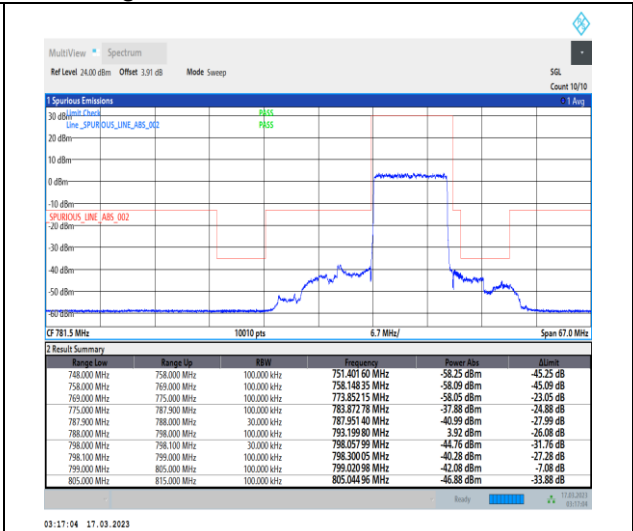 MultiView Spectrum
Ref Level 24.00 dBm Offset 3.91 dB Mode Sweep SGL
Count 10/10
1 Spurious Emissions 1 Avg
30 dBm Limit Check PASS
Line _SPURIOUS_LINE_ABS_002 PASS
20 dBm
10 dBm
0 dBm
-10 dBm
SPURIOUS_LINE_ABS_002
-20 dBm
-30 dBm
-40 dBm
-50 dBm
-60 dBm
CF 781.5 MHz 10010 pts 6.7 MHz/ Span 67.0 MHz
2 Result Summary
Range Low Range Up RBW Frequency Power Abs ΔLimit
748.000 MHz 758.000 MHz 100.000 kHz 751.401 60 MHz -58.25 dBm -45.25 dB
758.000 MHz 769.000 MHz 100.000 kHz 758.148 35 MHz -58.09 dBm -45.09 dB
769.000 MHz 775.000 MHz 100.000 kHz 773.852 15 MHz -58.05 dBm -23.05 dB
775.000 MHz 787.900 MHz 100.000 kHz 783.872 78 MHz -37.88 dBm -24.88 dB
787.900 MHz 788.000 MHz 30.000 kHz 787.951 40 MHz -40.99 dBm -27.99 dB
788.000 MHz 798.000 MHz 100.000 kHz 793.199 80 MHz 3.92 dBm -26.08 dB
798.000 MHz 798.100 MHz 30.000 kHz 798.057 99 MHz -44.76 dBm -31.76 dB
798.100 MHz 799.000 MHz 100.000 kHz 798.300 05 MHz -40.28 dBm -27.28 dB
799.000 MHz 805.000 MHz 100.000 kHz 799.020 98 MHz -42.08 dBm -7.08 dB
805.000 MHz 815.000 MHz 100.000 kHz 805.044 96 MHz -46.88 dBm -33.88 dB
Ready 17.03.2023
03:17:04
03:17:04 17.03.2023